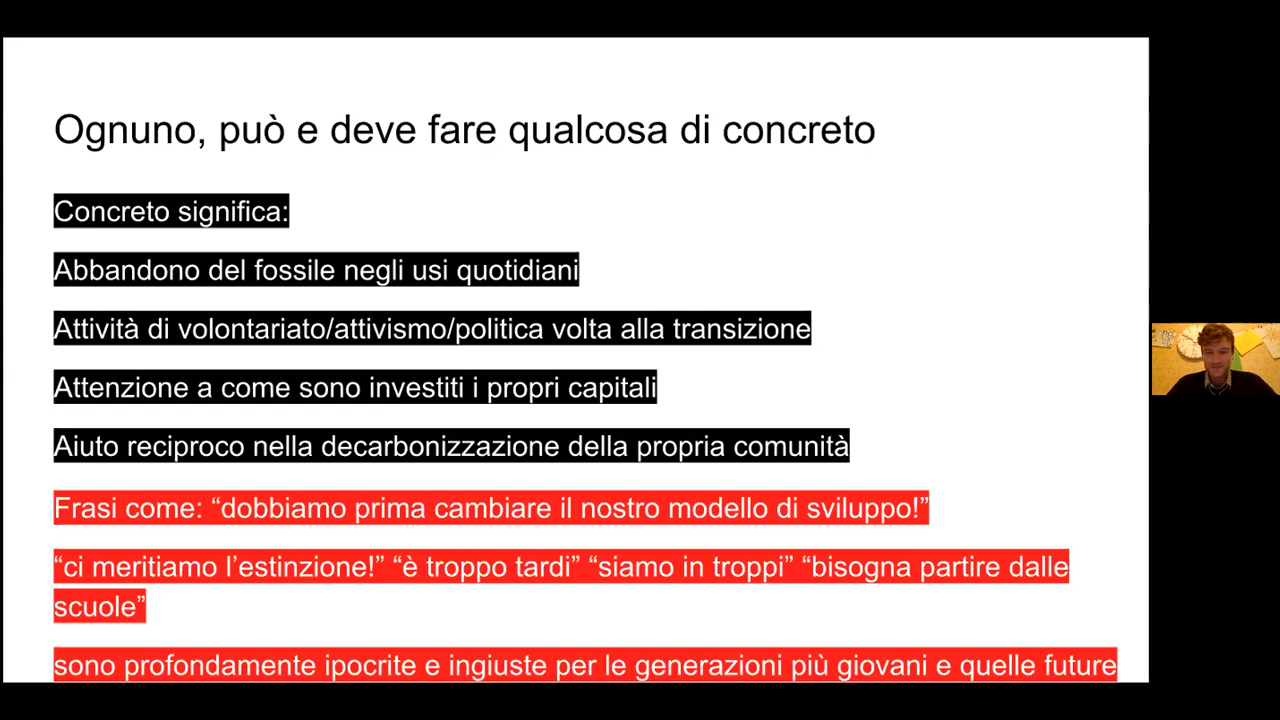 Ognuno, può e deve fare qualcosa di concreto
Concreto significa:
Abbandono del fossile negli usi quotidiani
Attività di volontariato/attivismo/politica volta alla transizione
Attenzione a come sono investiti i propri capitali
Aiuto reciproco nella decarbonizzazione della propria comunità
Frasi come: “dobbiamo prima cambiare il nostro modello di sviluppo!”
“ci meritiamo l’estinzione!” “è troppo tardi” “siamo in troppi” “bisogna partire dalle
scuole”
sono profondamente ipocrite e ingiuste per le generazioni più giovani e quelle future